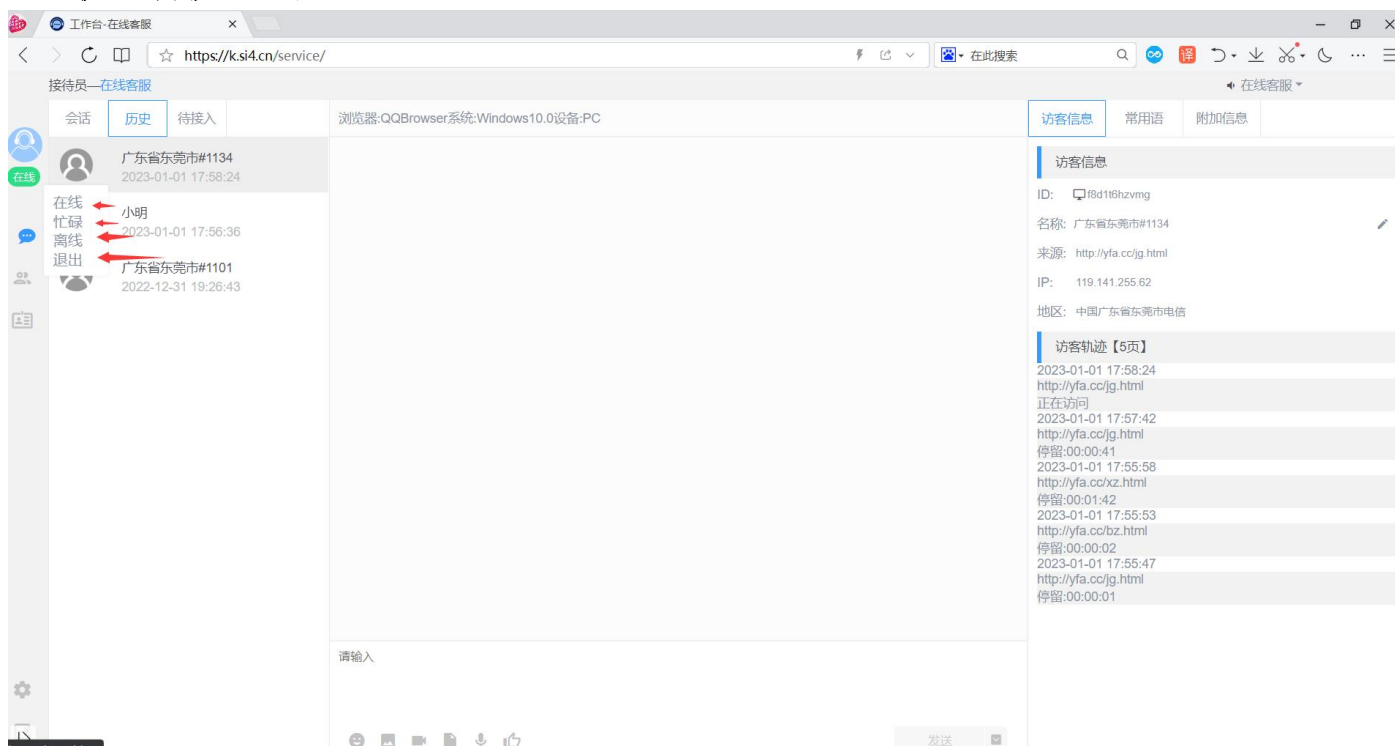 工作台-在线客服
https://k.si4.cn/service/
在此搜索
译
接待员—在线客服
在线客服
会话 历史 待接入
浏览器:QQBrowser系统:Windows10.0设备:PC
访客信息 常用语 附加信息
在线
广东省东莞市#1134
2023-01-01 17:58:24
在线
忙碌
离线
退出
小明
2023-01-01 17:56:36
广东省东莞市#1101
2022-12-31 19:26:43
请输入
发送
访客信息
ID: f8d1t6hzvmg
名称: 广东省东莞市#1134
来源: http://yfa.cc/jg.html
IP: 119.141.255.62
地区: 中国广东省东莞市电信
访客轨迹【5页】
2023-01-01 17:58:24
http://yfa.cc/jg.html
正在访问
2023-01-01 17:57:42
http://yfa.cc/jg.html
停留:00:00:41
2023-01-01 17:55:58
http://yfa.cc/xz.html
停留:00:01:42
2023-01-01 17:55:53
http://yfa.cc/bz.html
停留:00:00:02
2023-01-01 17:55:47
http://yfa.cc/jg.html
停留:00:00:01